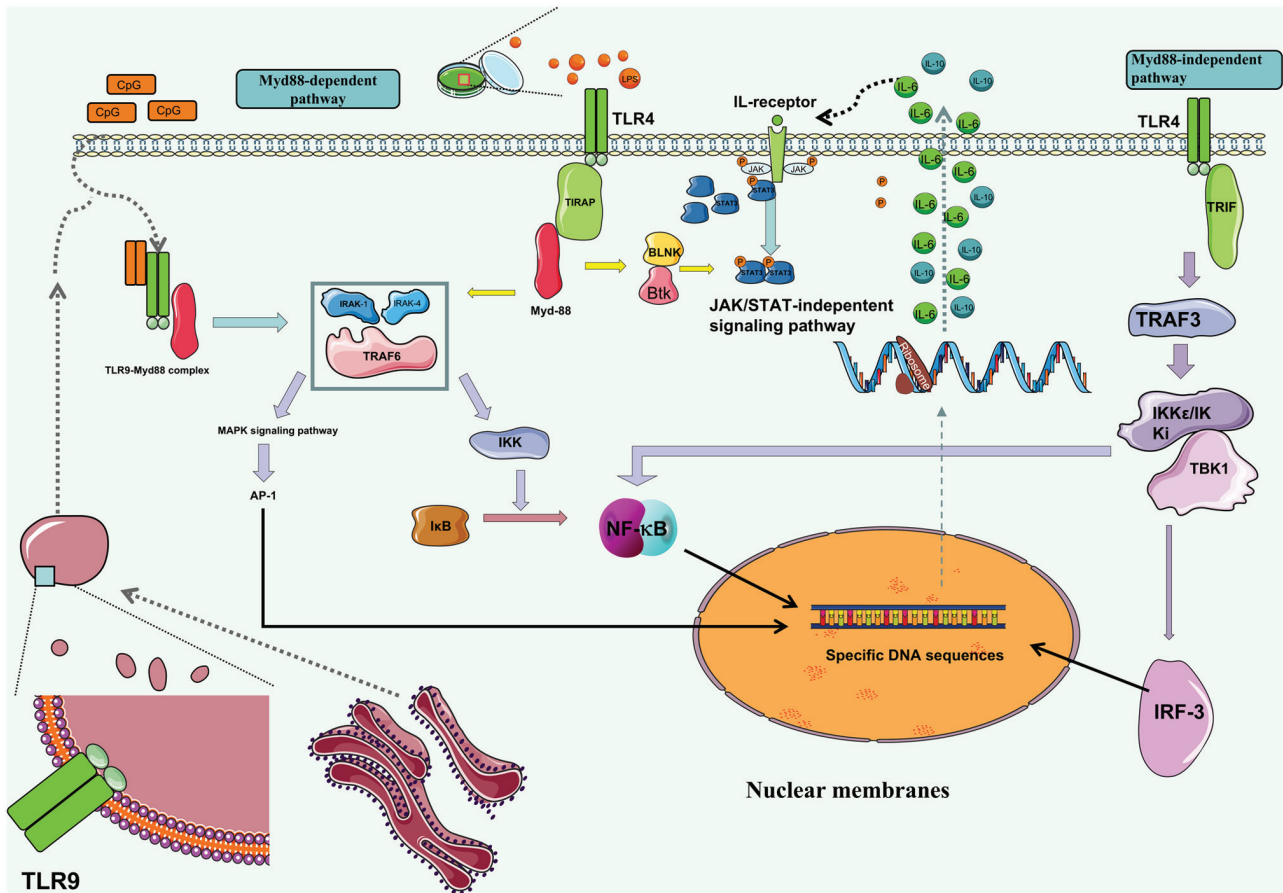 CpG
CpG
CpG
Myd88-dependent
pathway
LPS
TLR4
IL-receptor
IL-10
IL-6
IL-10
IL-6
IL-6
Myd88-independent
pathway
TLR4
P
JAK
JAK
P
P
STAT3
STAT3
P
P
IL-6
IL-6
IL-6
IL-10
IL-6
IL-6
IL-10
IL-10
IL-6
IL-6
IL-10
TIRAP
TRIF
BLNK
Btk
P
P
STAT3
STAT3
JAK/STAT-indepentent
signaling pathway
Myd-88
IRAK-1
IRAK-4
TRAF6
TLR9-Myd88 complex
Ribosome
TRAF3
IKKε/IK
Ki
TBK1
MAPK signaling pathway
IKK
AP-1
IκB
NF-κB
Specific DNA sequences
IRF-3
Nuclear membranes
TLR9